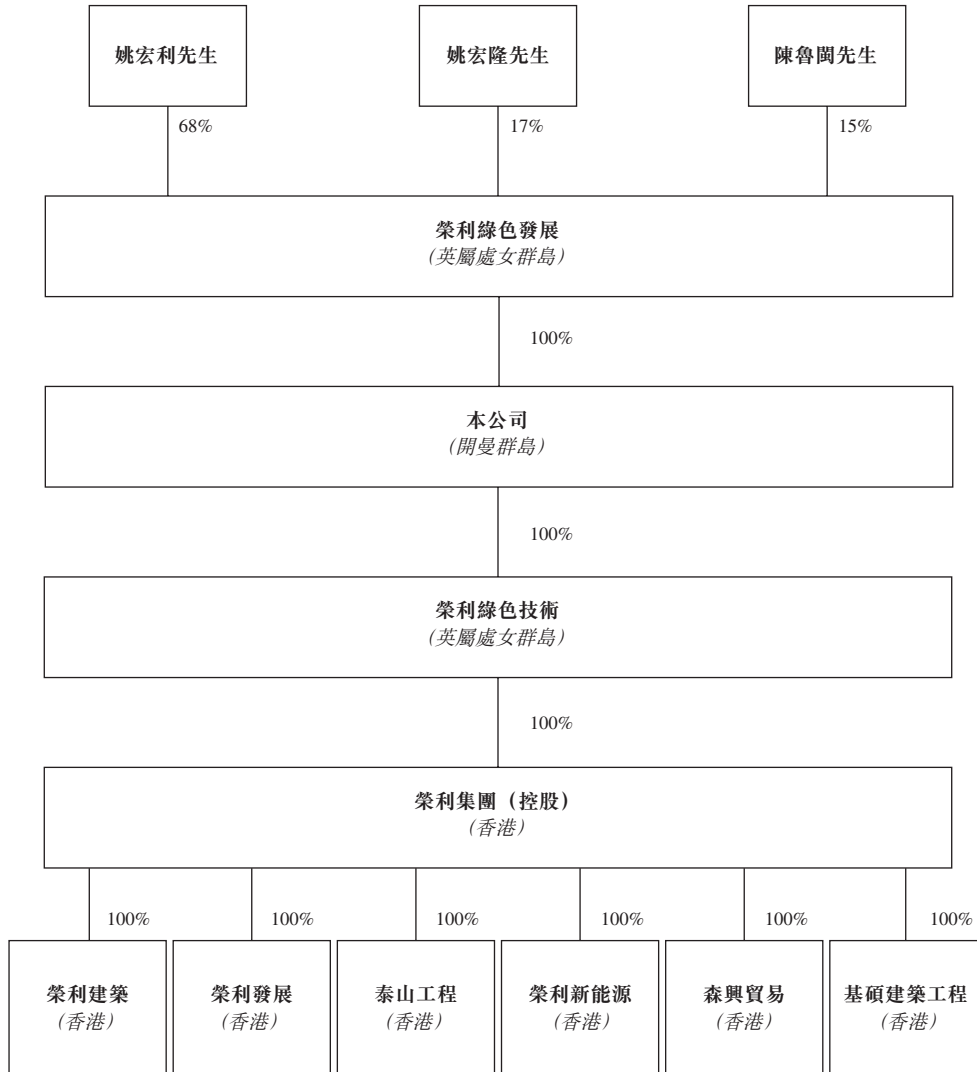 姚宏利先生
姚宏隆先生
陳魯閩先生
68%
17%
15%
榮利綠色發展
（英屬處女群島）
100%
本公司
（開曼群島）
100%
榮利綠色技術
（英屬處女群島）
100%
榮利集團（控股）
（香港）
100%
100%
100%
100%
100%
100%
榮利建築
（香港）
榮利發展
（香港）
泰山工程
（香港）
榮利新能源
（香港）
森興貿易
（香港）
基碩建築工程
（香港）